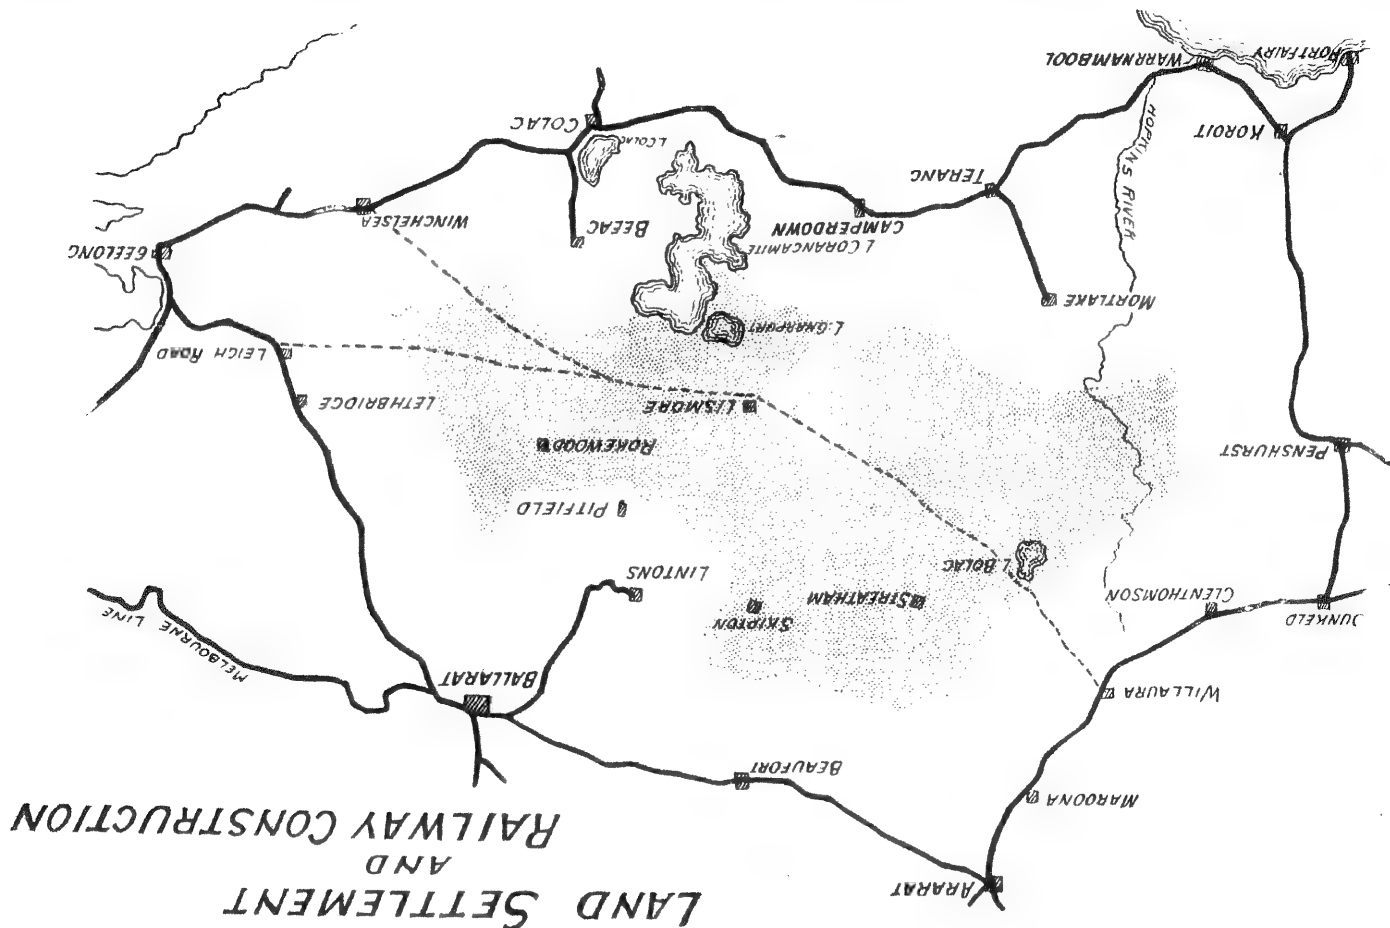 LAND SETTLEMENT
AND
RAILWAY CONSTRUCTION
ARARAT
MAROONA
BEAUFORT
WILLAURA
BALLARAT
MELBOURNE LINE
DUNKELD
GLENTHOMSON
SKIPTON
STREATHAM
LINTONS
L. BOLAC
PITFIELD
PENSHURST
ROKEWOOD
LISMORE
LETHBRIDGE
LEIGH ROAD
L. GNARPURT
MORTLAKE
GEELONG
L. CORANGAMITE
CAMPERDOWN
BEEAC
WINCHELSEA
HOPKINS RIVER
TERANG
L. COLAC
COLAC
KOROIT
WARRNAMBOOL
PORTFAIRY